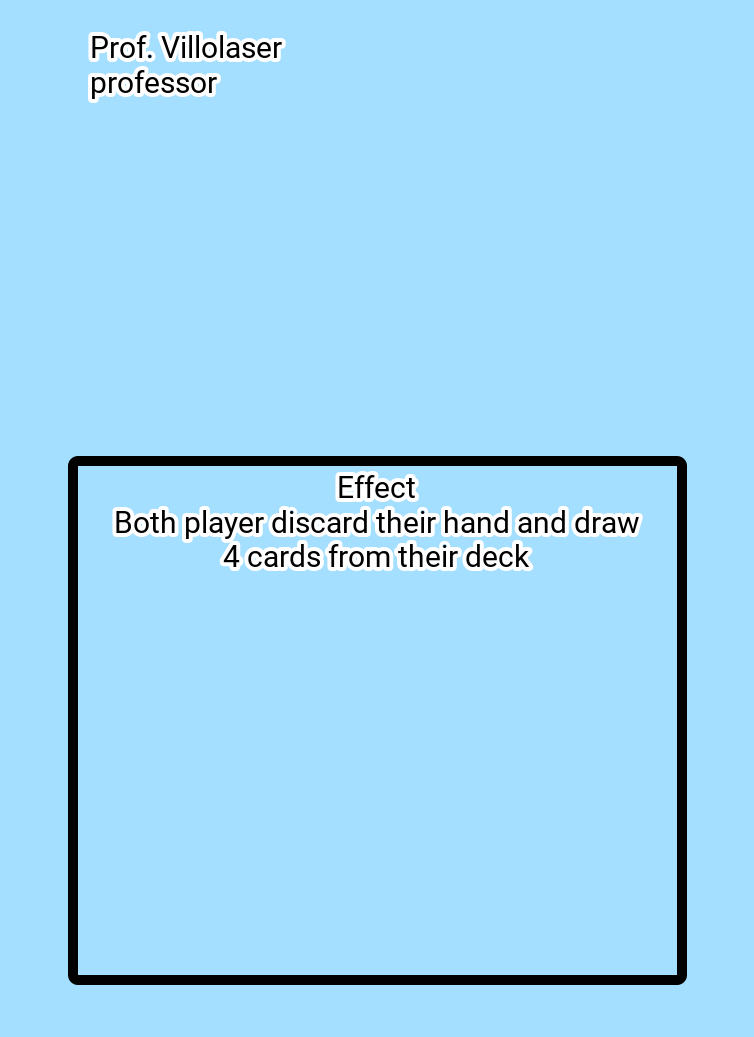 Prof. Villolaser
professor
Effect
Both player discard their hand and draw
4 cards from their deck